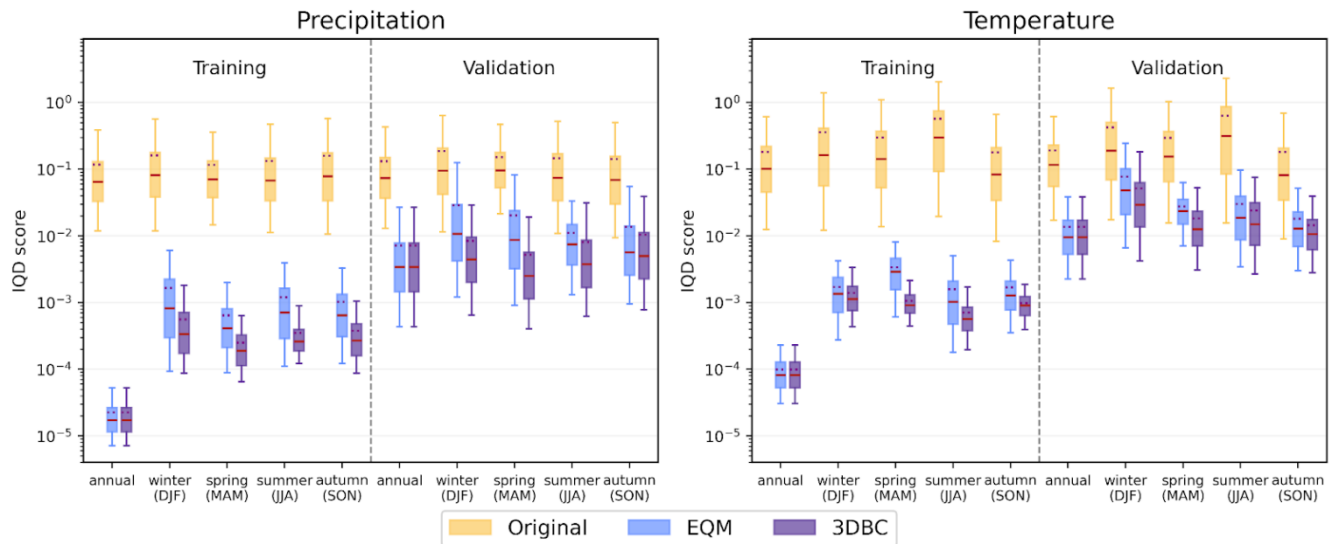 Precipitation
Temperature
Training
Validation
Training
Validation
IQD score
10⁰
10⁻¹
10⁻²
10⁻³
10⁻⁴
10⁻⁵
annual
winter
(DJF)
spring
(MAM)
summer
(JJA)
autumn
(SON)
annual
winter
(DJF)
spring
(MAM)
summer
(JJA)
autumn
(SON)
IQD score
10⁰
10⁻¹
10⁻²
10⁻³
10⁻⁴
10⁻⁵
annual
winter
(DJF)
spring
(MAM)
summer
(JJA)
autumn
(SON)
annual
winter
(DJF)
spring
(MAM)
summer
(JJA)
autumn
(SON)
Original
EQM
3DBC